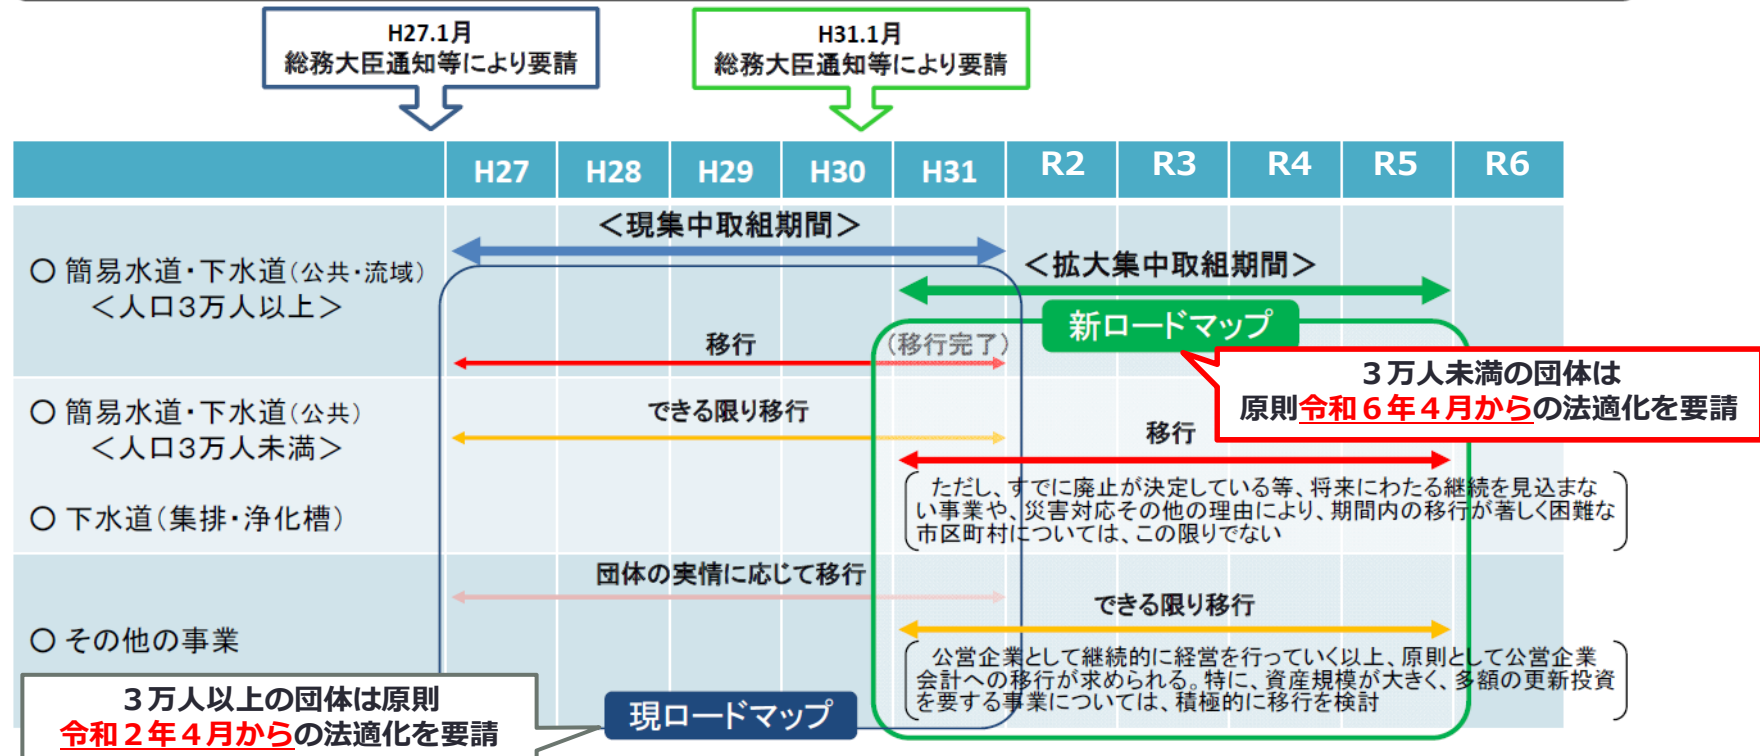 H27.1月
総務大臣通知等により要請
H31.1月
総務大臣通知等により要請
H27 H28 H29 H30 H31 R2 R3 R4 R5 R6
〇 簡易水道・下水道(公共・流域)
＜人口3万人以上＞
＜現集中取組期間＞
＜拡大集中取組期間＞
新ロードマップ
移行
(移行完了)
３万人未満の団体は
原則令和６年４月からの法適化を要請
〇 簡易水道・下水道(公共)
＜人口3万人未満＞
〇 下水道(集排・浄化槽)
できる限り移行
移行
ただし、すでに廃止が決定している等、将来にわたる継続を見込まな
い事業や、災害対応その他の理由により、期間内の移行が著しく困難な
市区町村については、この限りでない
〇 その他の事業
団体の実情に応じて移行
できる限り移行
公営企業として継続的に経営を行っていく以上、原則として公営企業
会計への移行が求められる。特に、資産規模が大きく、多額の更新投資
を要する事業については、積極的に移行を検討
３万人以上の団体は原則
令和２年４月からの法適化を要請
現ロードマップ